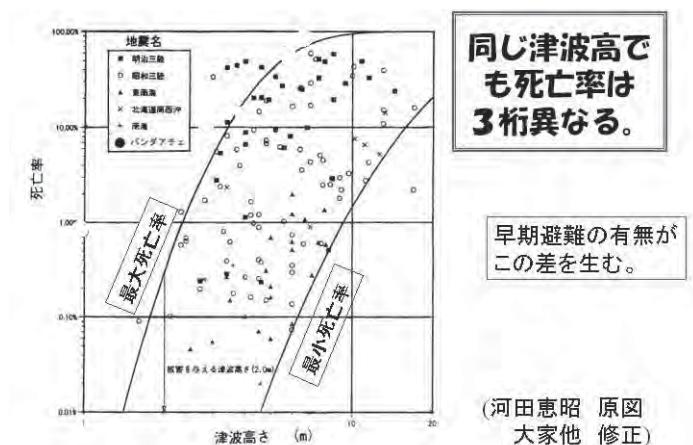 同じ津波高で
も死亡率は
3桁異なる。
早期避難の有無が
この差を生む。
(河田恵昭 原図
大家他 修正)
地震名
明治三陸
昭和三陸
東南海
北海道南西沖
南海
バンダアチェ
死亡率
100.00%
10.00%
1.00%
0.10%
0.01%
最大死亡率
最小死亡率
被害を与える津波高さ(2.0m)
1
10
20
津波高さ (m)